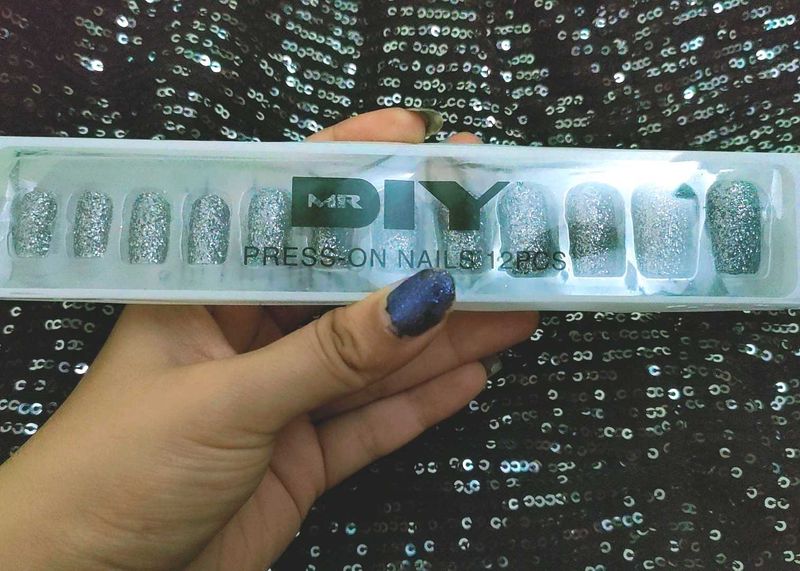 MR DIY
PRESS-ON NAILS 12PCS